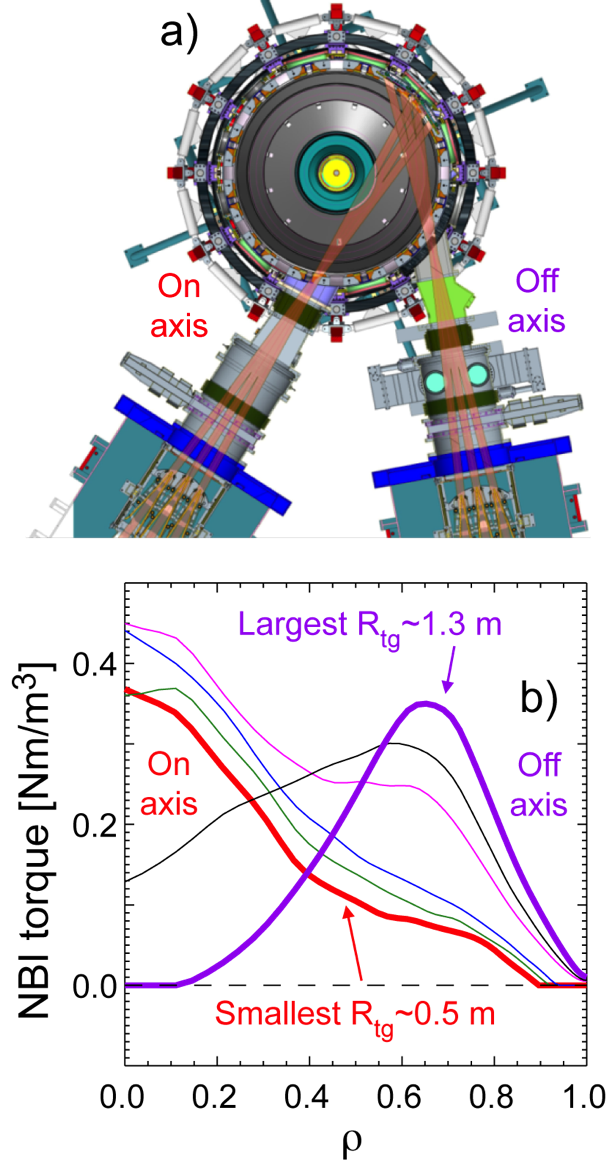 a)
On
axis
Off
axis
Largest R_tg~1.3 m
b)
On
axis
Off
axis
Smallest R_tg~0.5 m
NBI torque [Nm/m³]
0.4
0.2
0.0
0.0 0.2 0.4 0.6 0.8 1.0
ρ